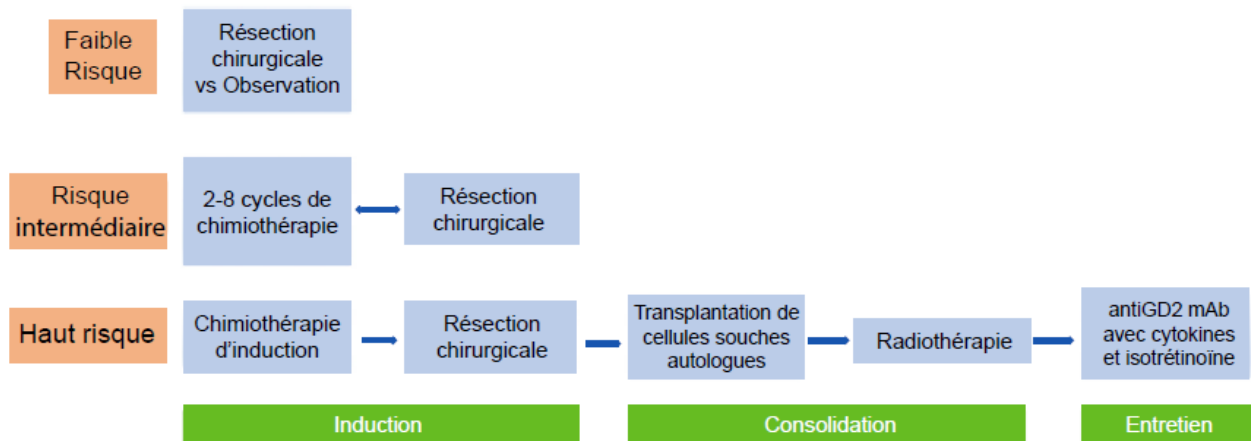 Faible
Risque
Résection
chirurgicale
vs Observation
Risque
intermédiaire
2-8 cycles de
chimiothérapie
Résection
chirurgicale
Haut risque
Chimiothérapie
d'induction
Résection
chirurgicale
Transplantation de
cellules souches
autologues
Radiothérapie
antiGD2 mAb
avec cytokines
et isotrétinoïne
Induction
Consolidation
Entretien